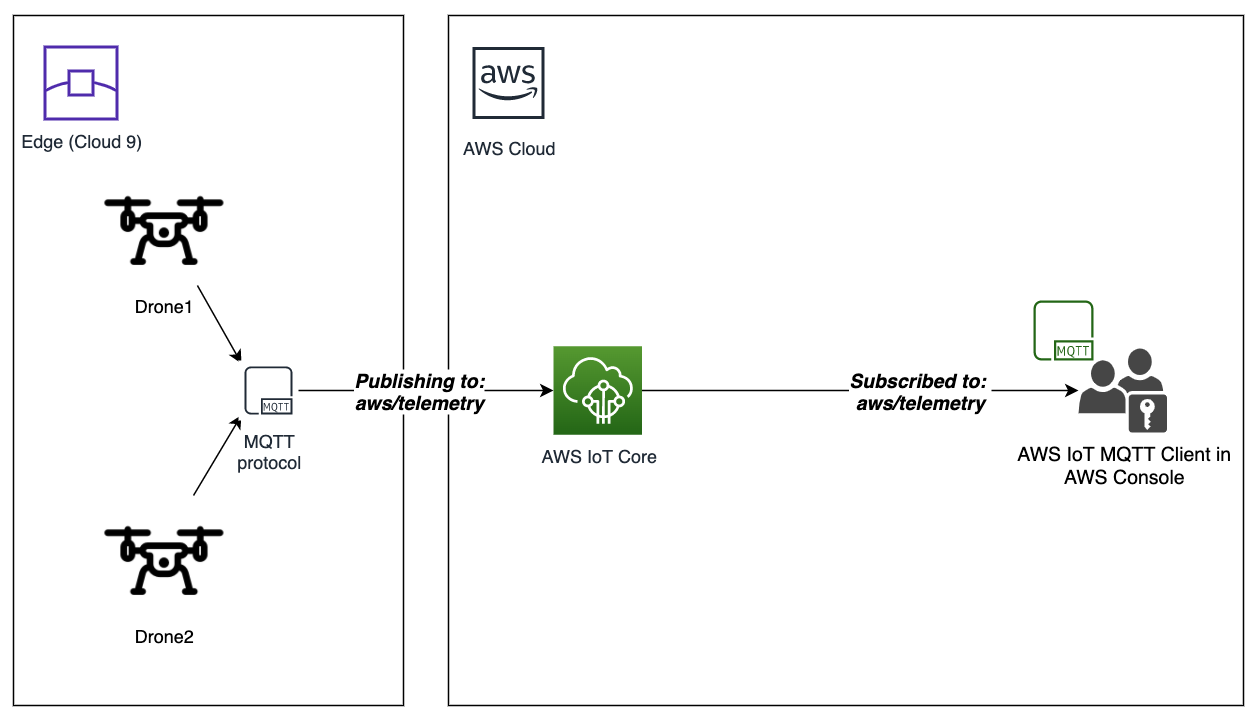 Edge (Cloud 9)
aws
AWS Cloud
Drone1
MQTT
MQTT
protocol
Publishing to:
aws/telemetry
AWS IoT Core
Subscribed to:
aws/telemetry
MQTT
AWS IoT MQTT Client in
AWS Console
Drone2